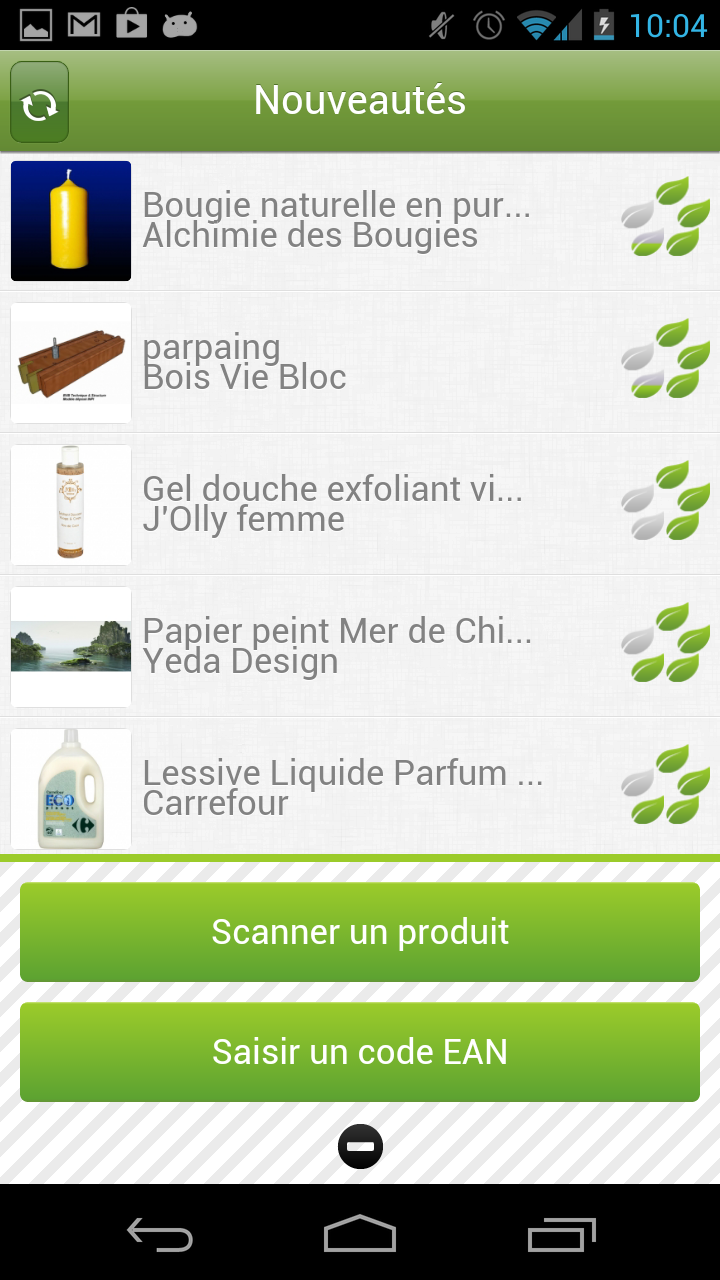 10:04
Nouveautés
Bougie naturelle en pur...
Alchimie des Bougies
parpaing
Bois Vie Bloc
Gel douche exfoliant vi...
J'Olly femme
Papier peint Mer de Chi...
Yeda Design
Lessive Liquide Parfum ...
Carrefour
ECO
Scanner un produit
Saisir un code EAN